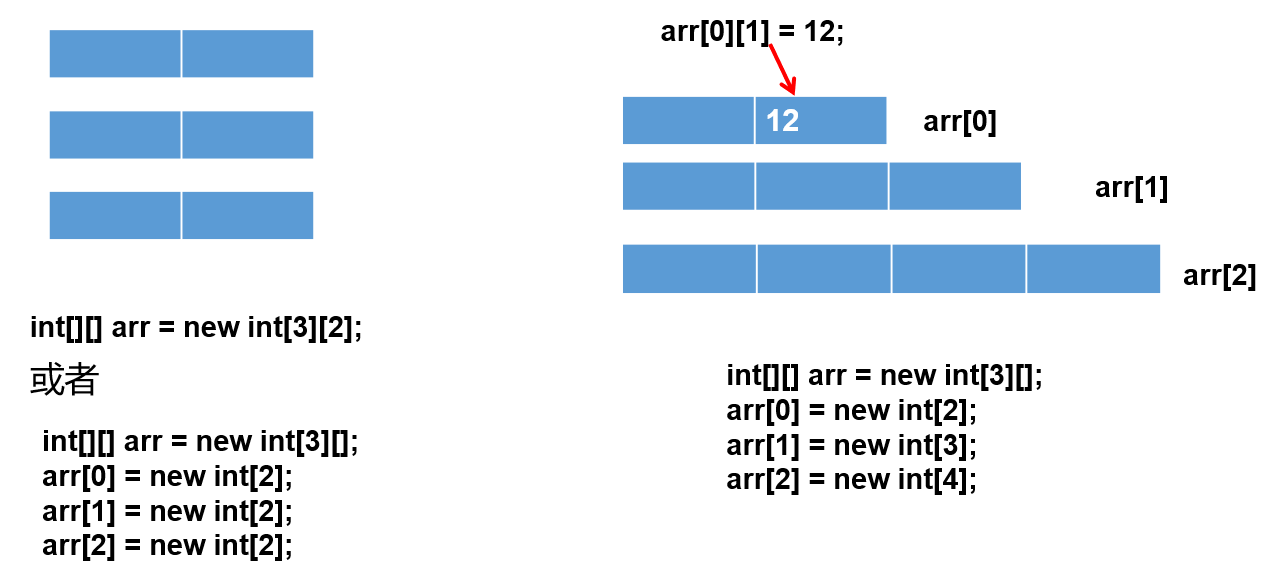 int[][] arr = new int[3][2];
或者
int[][] arr = new int[3][];
arr[0] = new int[2];
arr[1] = new int[2];
arr[2] = new int[2];
arr[0][1] = 12;
12
arr[0]
arr[1]
arr[2]
int[][] arr = new int[3][];
arr[0] = new int[2];
arr[1] = new int[3];
arr[2] = new int[4];